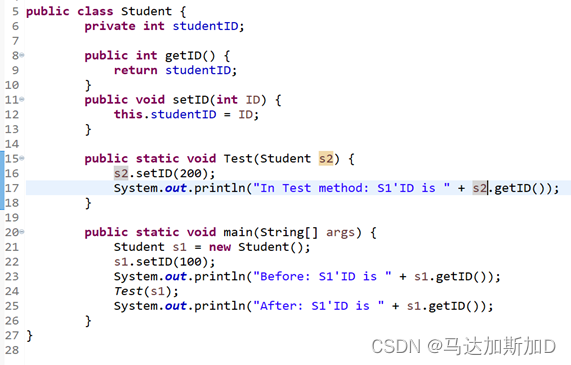 5 public class Student {
6 private int studentID;
7
8 public int getID() {
9 return studentID;
10 }
11 public void setID(int ID) {
12 this.studentID = ID;
13 }
14
15 public static void Test(Student s2) {
16 s2.setID(200);
17 System.out.println("In Test method: S1'ID is " + s2.getID());
18 }
19
20 public static void main(String[] args) {
21 Student s1 = new Student();
22 s1.setID(100);
23 System.out.println("Before: S1'ID is " + s1.getID());
24 Test(s1);
25 System.out.println("After: S1'ID is " + s1.getID());
26 }
27 }
28
CSDN @马达加斯加D